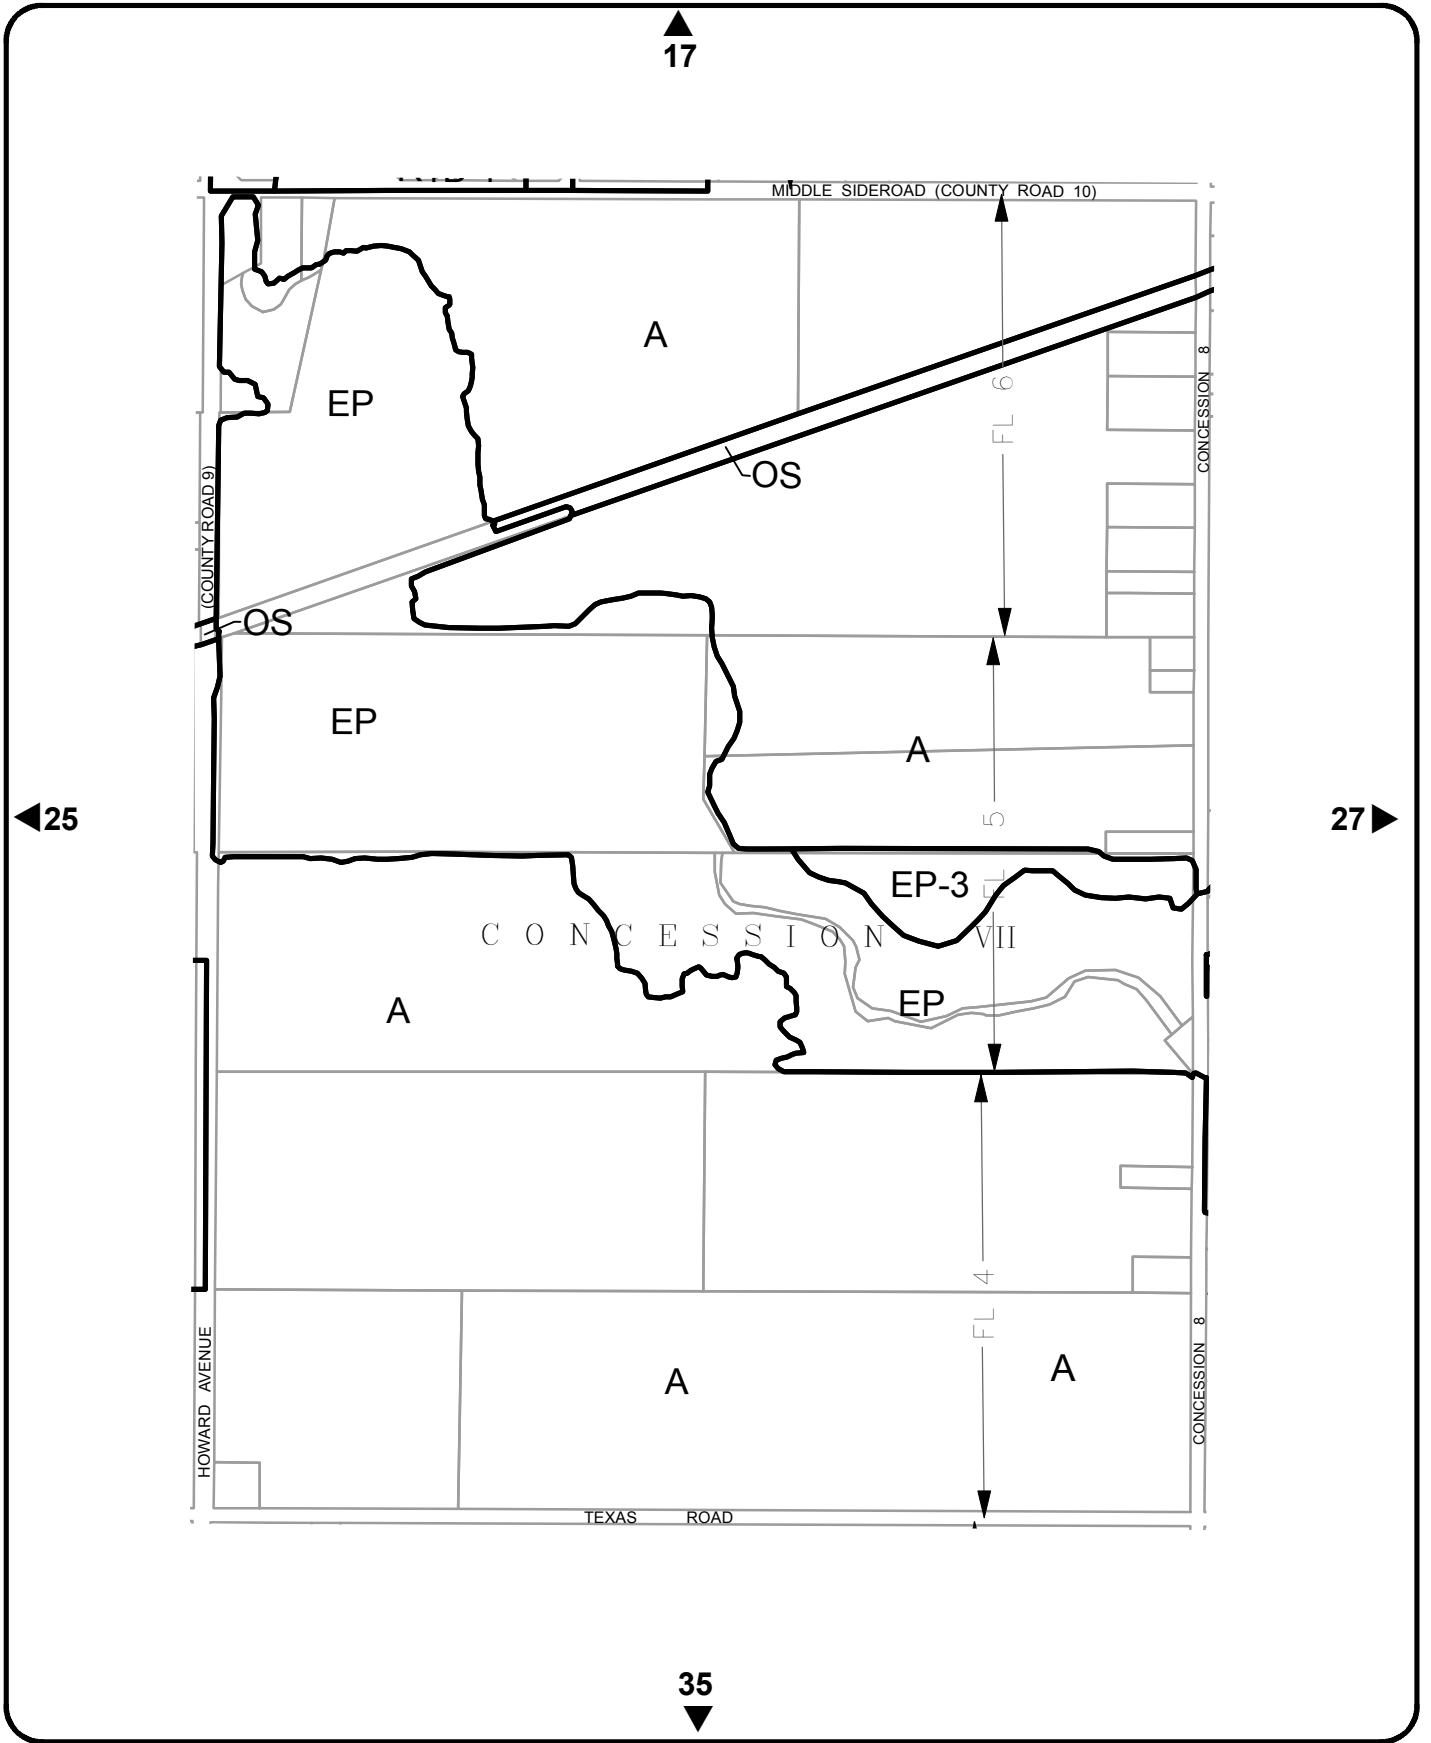 17
MIDDLE SIDEROAD (COUNTY ROAD 10)
A
EP
FL 6
CONCESSION 8
OS
(COUNTY ROAD 9)
OS
EP
A
25
27
FL 5
EP-3
CONCESSION VII
EP
A
FL 4
HOWARD AVENUE
CONCESSION 8
A
A
TEXAS ROAD
35